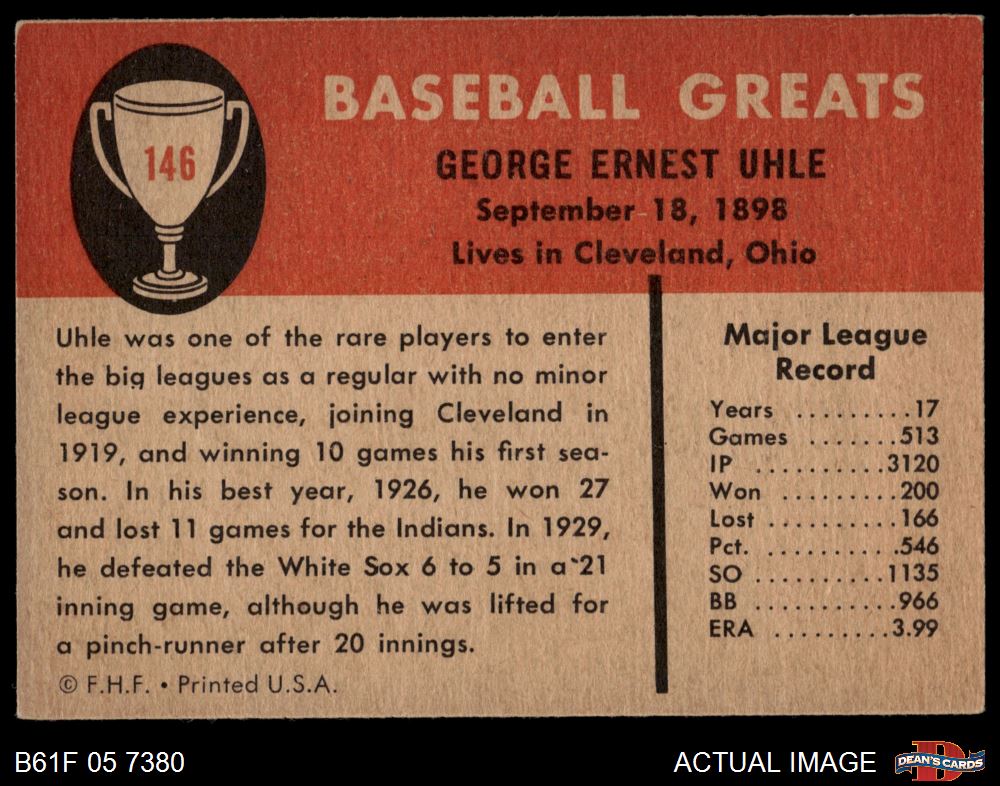 146
BASEBALL GREATS
GEORGE ERNEST UHLE
September 18, 1898
Lives in Cleveland, Ohio
Uhle was one of the rare players to enter
the big leagues as a regular with no minor
league experience, joining Cleveland in
1919, and winning 10 games his first sea-
son. In his best year, 1926, he won 27
and lost 11 games for the Indians. In 1929,
he defeated the White Sox 6 to 5 in a 21
inning game, although he was lifted for
a pinch-runner after 20 innings.
© F.H.F. • Printed U.S.A.
Major League
Record
Years .........17
Games .......513
IP ..........3120
Won .........200
Lost ..........166
Pct. ..........546
SO ..........1135
BB ...........966
ERA .........3.99
B61F 05 7380
ACTUAL IMAGE
D
DEAN'S CARDS